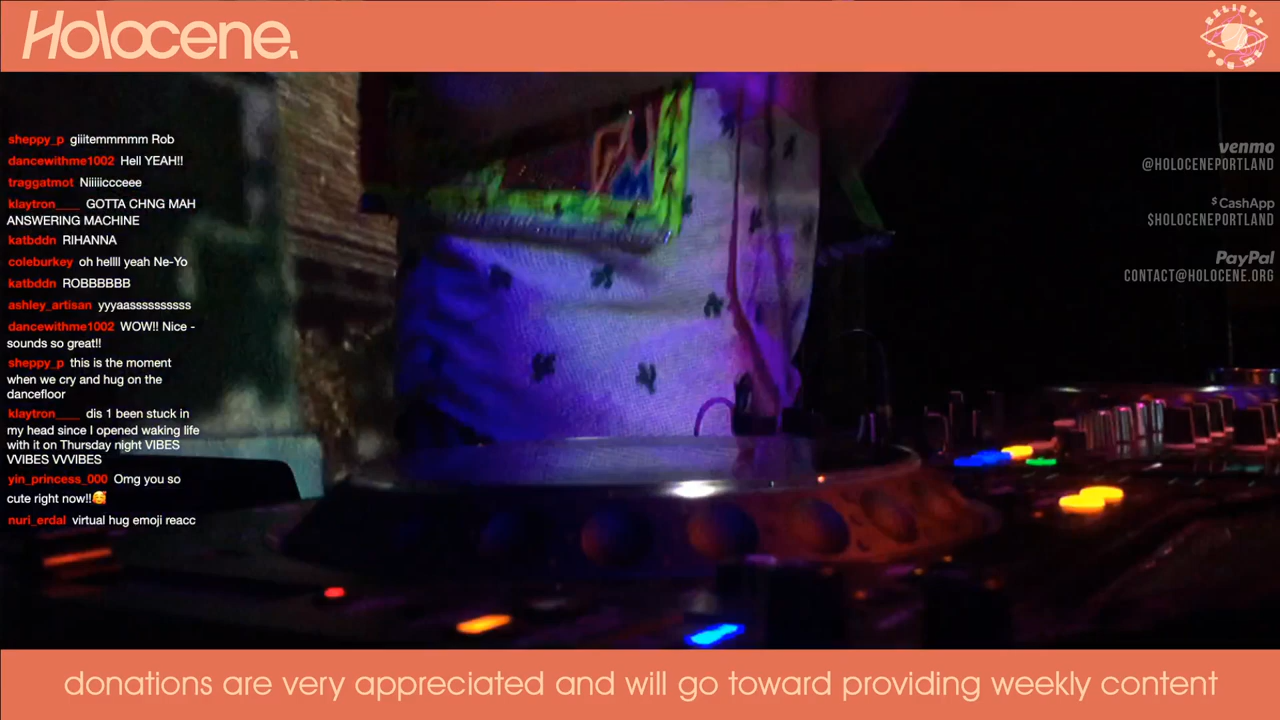 Holocene.
BELIEVE
sheppy_p giiitemmmmm Rob
dancewithme1002 Hell YEAH!!
traggatmot Niiiiiccceee
klaytron____ GOTTA CHNG MAH
ANSWERING MACHINE
katbddn RIHANNA
coleburkey oh hellll yeah Ne-Yo
katbddn ROBBBBBB
ashley_artisan yyyaassssssssss
dancewithme1002 WOW!! Nice -
sounds so great!!
sheppy_p this is the moment
when we cry and hug on the
dancefloor
klaytron____ dis 1 been stuck in
my head since I opened waking life
with it on Thursday night VIBES
VVIBES VVVIBES
yin_princess_000 Omg you so
cute right now!!🥰
nuri_erdal virtual hug emoji reacc
venmo
@HOLOCENEPORTLAND
$CashApp
$HOLOCENEPORTLAND
PayPal
CONTACT@HOLOCENE.ORG
donations are very appreciated and will go toward providing weekly content